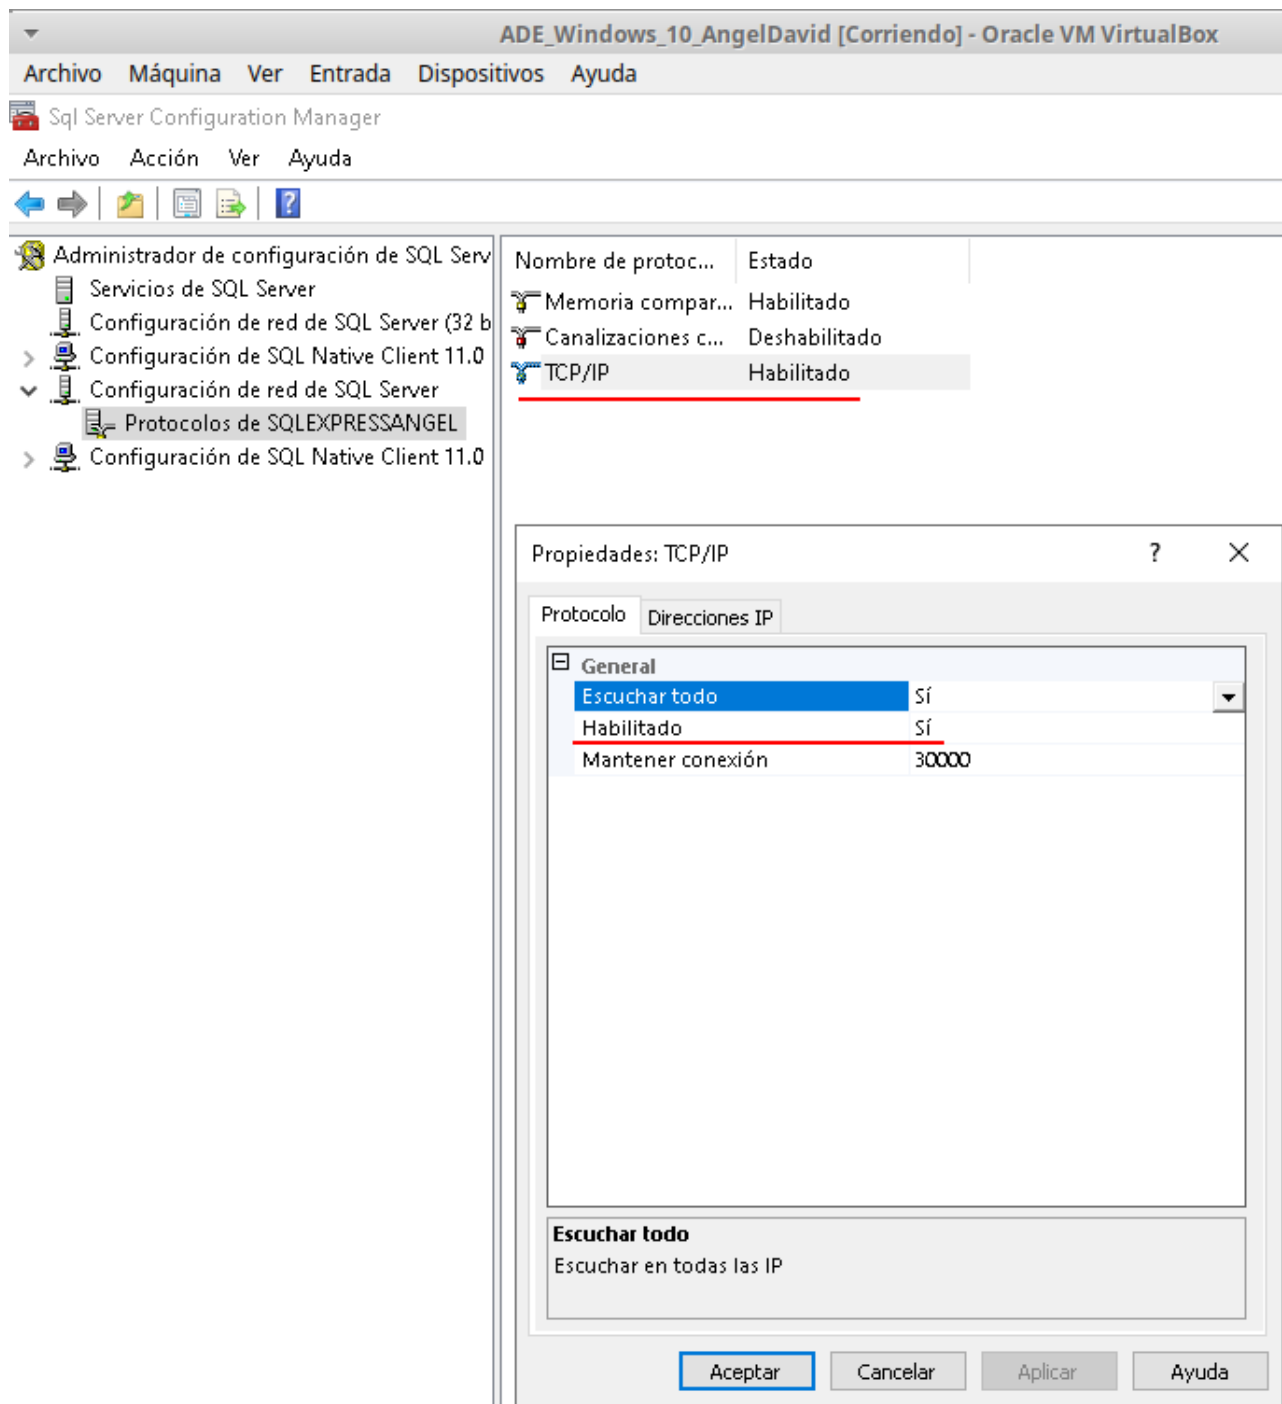 ADE_Windows_10_AngelDavid [Corriendo] - Oracle VM VirtualBox
Archivo Máquina Ver Entrada Dispositivos Ayuda
Sql Server Configuration Manager
Archivo Acción Ver Ayuda
Administrador de configuración de SQL Serv
Servicios de SQL Server
Configuración de red de SQL Server (32 b
Configuración de SQL Native Client 11.0
Configuración de red de SQL Server
Protocolos de SQLEXPRESSANGEL
Configuración de SQL Native Client 11.0
Nombre de protoc... Estado
Memoria compar... Habilitado
Canalizaciones c... Deshabilitado
TCP/IP Habilitado
Propiedades: TCP/IP ?
Protocolo Direcciones IP
General
Escuchar todo Sí
Habilitado Sí
Mantener conexión 30000
Escuchar todo
Escuchar en todas las IP
Aceptar Cancelar Aplicar Ayuda